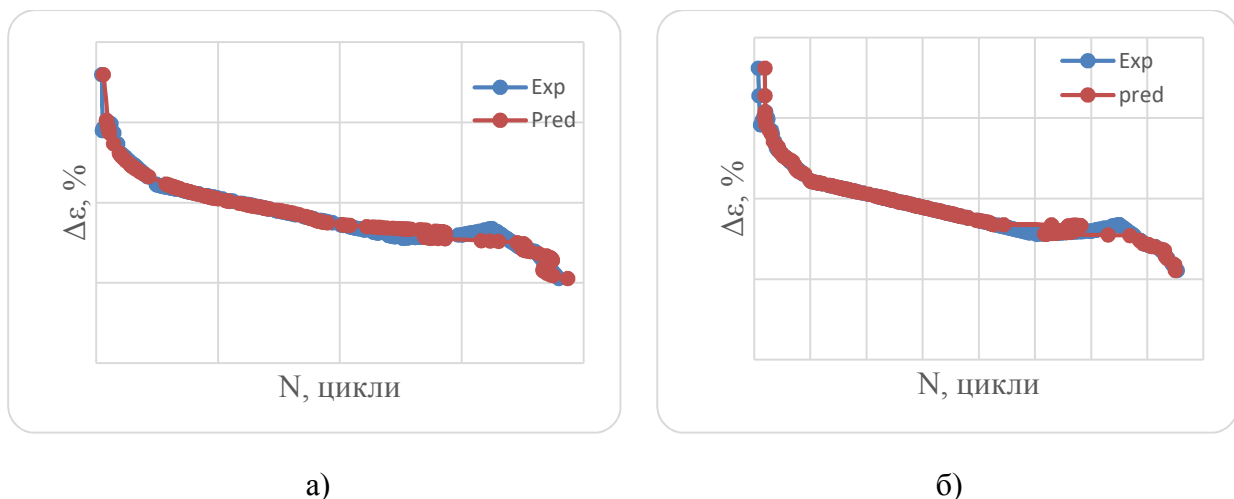 Exp
Pred
Δε, %
N, цикли
а)
Exp
pred
Δε, %
N, цикли
б)